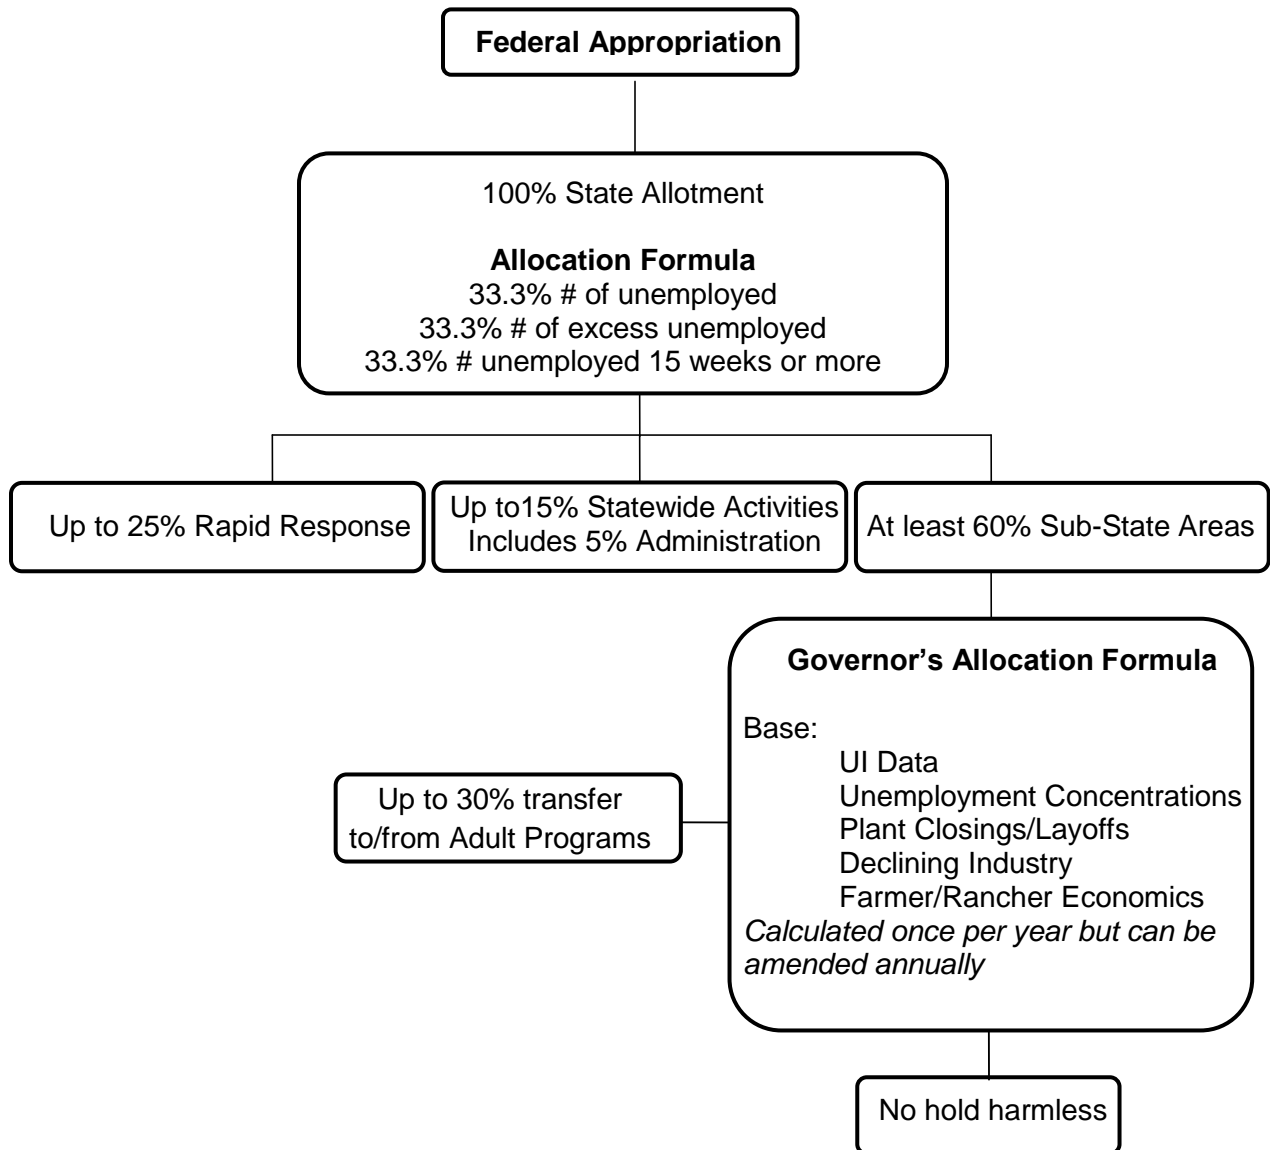 Federal Appropriation
100% State Allotment
Allocation Formula
33.3% # of unemployed
33.3% # of excess unemployed
33.3% # unemployed 15 weeks or more
Up to 25% Rapid Response
Up to15% Statewide Activities
Includes 5% Administration
At least 60% Sub-State Areas
Governor’s Allocation Formula
Base:
UI Data
Unemployment Concentrations
Plant Closings/Layoffs
Declining Industry
Farmer/Rancher Economics
Calculated once per year but can be
amended annually
Up to 30% transfer
to/from Adult Programs
No hold harmless